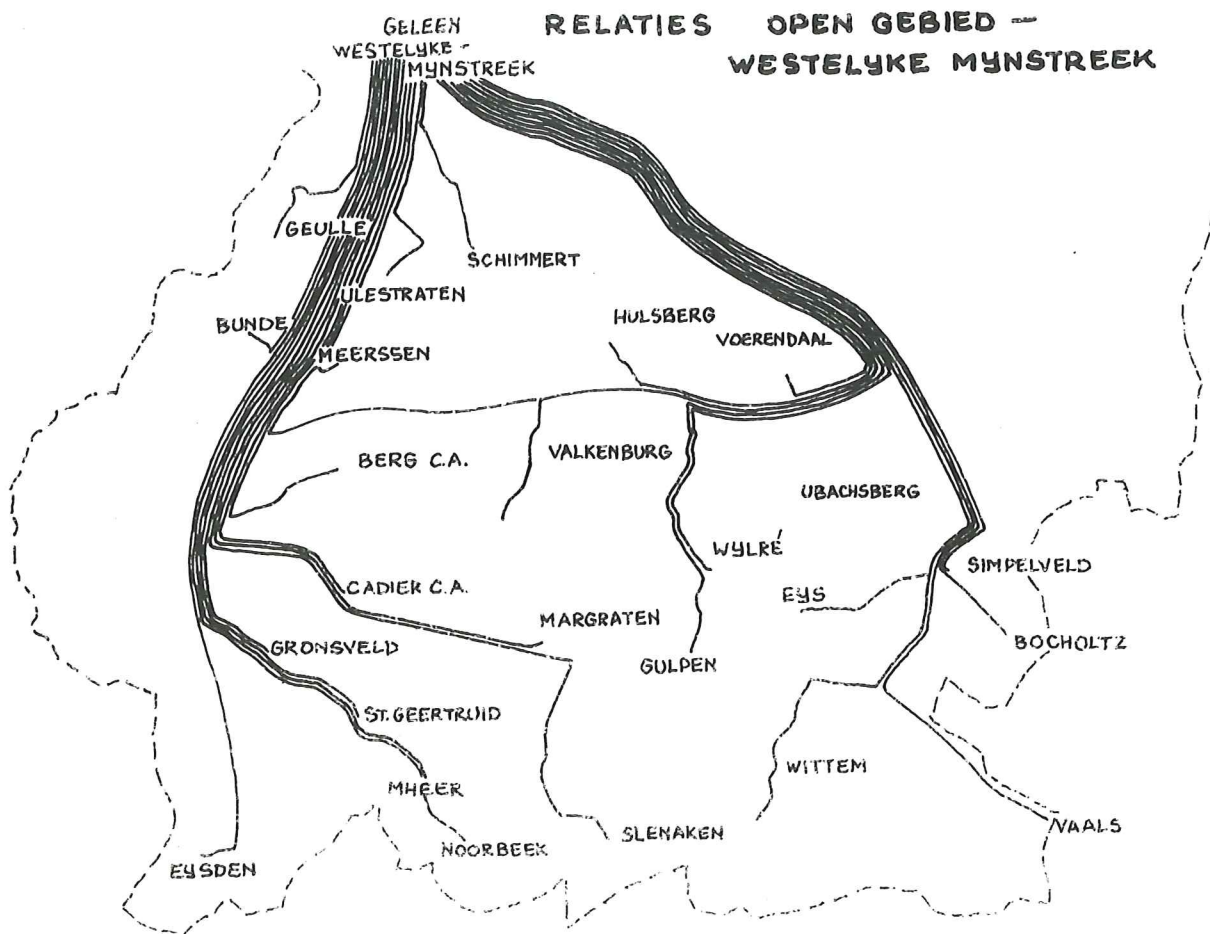 RELATIES OPEN GEBIED —
WESTELYKE MYNSTREEK
GELEEN
WESTELYKE -
MYNSTREEK
GEULLE
SCHIMMERT
ULESTRATEN
BUNDE
HULSBERG
VOERENDAAL
MEERSSEN
VALKENBURG
BERG C.A.
UBACHSBERG
WYLRÉ
SIMPELVELD
CADIER C.A.
EYS
MARGRATEN
BOCHOLTZ
GRONSVELD
GULPEN
ST. GEERTRUID
WITTEM
MHEER
VAALS
SLENAKEN
NOORBEEK
EYSDEN